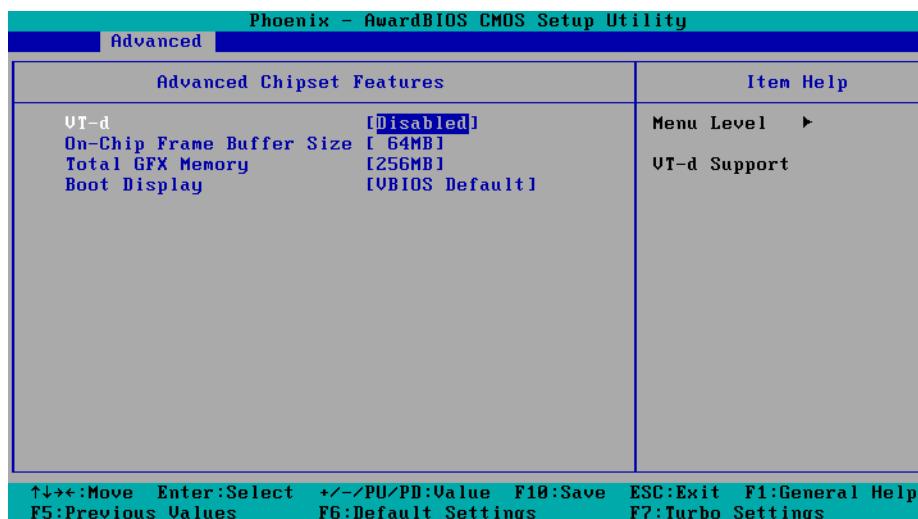 Phoenix - AwardBIOS CMOS Setup Utility
Advanced
Advanced Chipset Features
Item Help
VT-d [Disabled]
On-Chip Frame Buffer Size [ 64MB]
Total GFX Memory [256MB]
Boot Display [VBIOS Default]
Menu Level ▸
VT-d Support
↑↓→←:Move Enter:Select +/-/PU/PD:Value F10:Save ESC:Exit F1:General Help
F5:Previous Values F6:Default Settings F7:Turbo Settings